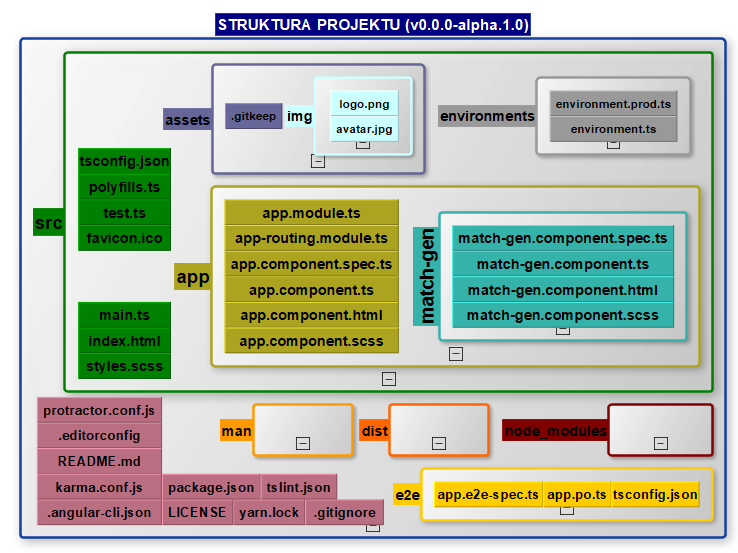 STRUKTURA PROJEKTU (v0.0.0-alpha.1.0)
src
assets
.gitkeep
img
logo.png
avatar.jpg
environments
environment.prod.ts
environment.ts
tsconfig.json
polyfills.ts
test.ts
favicon.ico
main.ts
index.html
styles.scss
app
app.module.ts
app-routing.module.ts
app.component.spec.ts
app.component.ts
app.component.html
app.component.scss
match-gen
match-gen.component.spec.ts
match-gen.component.ts
match-gen.component.html
match-gen.component.scss
protractor.conf.js
.editorconfig
README.md
karma.conf.js package.json tslint.json
.angular-cli.json LICENSE yarn.lock .gitignore
man
dist
node_modules
e2e
app.e2e-spec.ts app.po.ts tsconfig.json